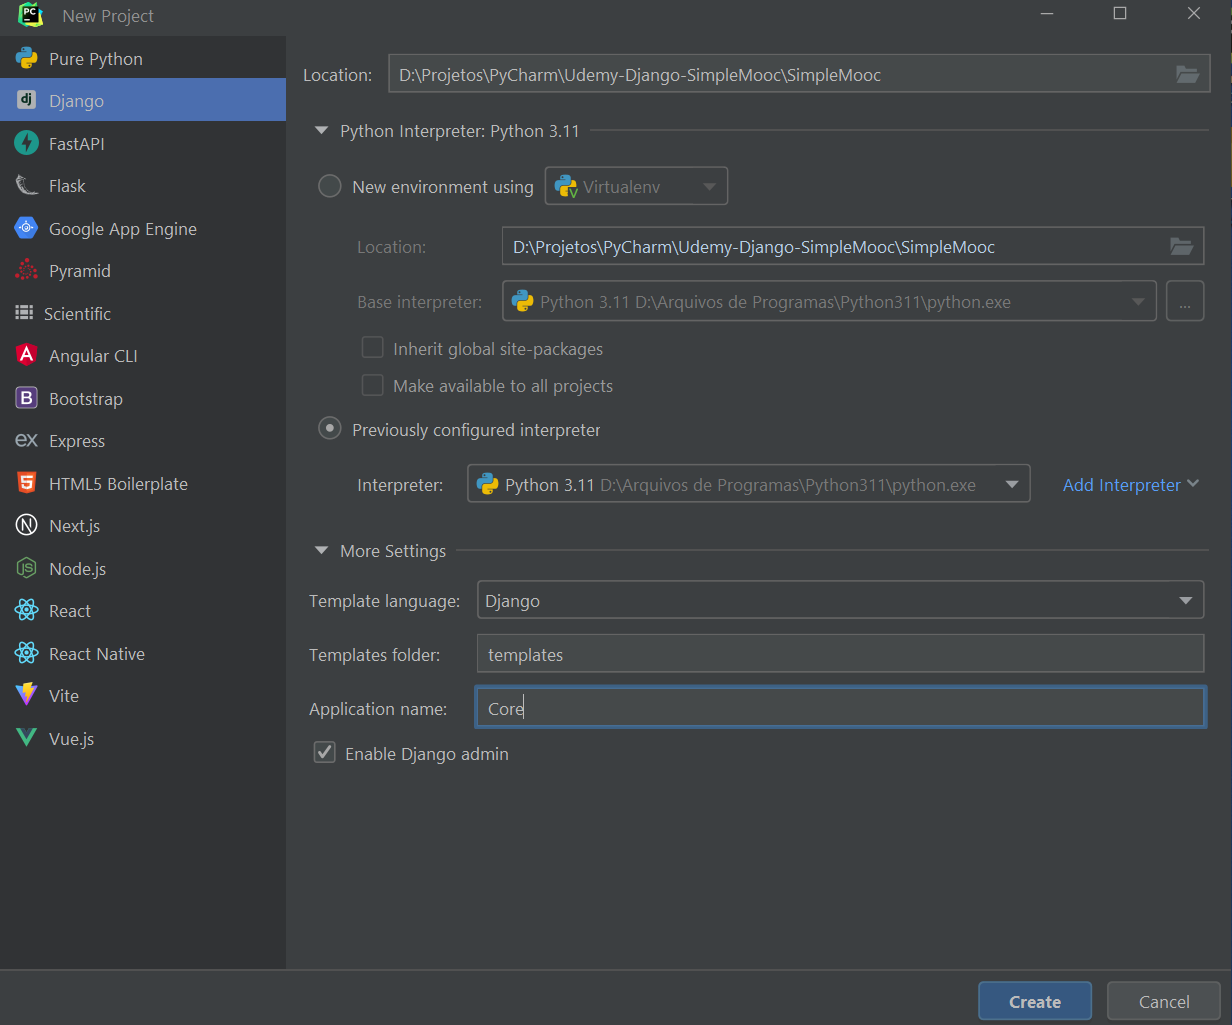 PC New Project
Pure Python
dj Django
FastAPI
Flask
Google App Engine
Pyramid
Scientific
A Angular CLI
B Bootstrap
ex Express
5 HTML5 Boilerplate
N Next.js
JS Node.js
React
React Native
Vite
Vue.js
Location: D:\Projetos\PyCharm\Udemy-Django-SimpleMooc\SimpleMooc
Python Interpreter: Python 3.11
New environment using V Virtualenv
Location: D:\Projetos\PyCharm\Udemy-Django-SimpleMooc\SimpleMooc
Base interpreter: Python 3.11 D:\Arquivos de Programas\Python311\python.exe ...
Inherit global site-packages
Make available to all projects
Previously configured interpreter
Interpreter: Python 3.11 D:\Arquivos de Programas\Python311\python.exe Add Interpreter
More Settings
Template language: Django
Templates folder: templates
Application name: Core
Enable Django admin
Create Cancel